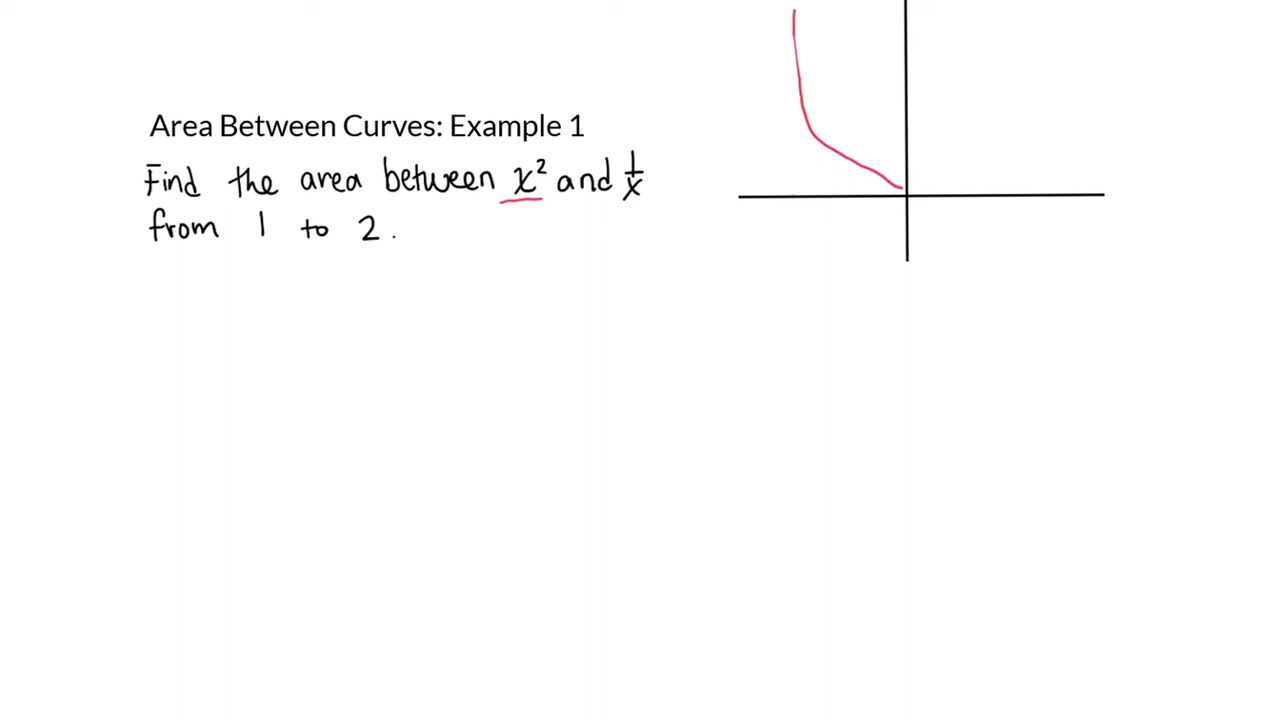 Area Between Curves: Example 1
Find the area between x² and 1/x
from 1 to 2.